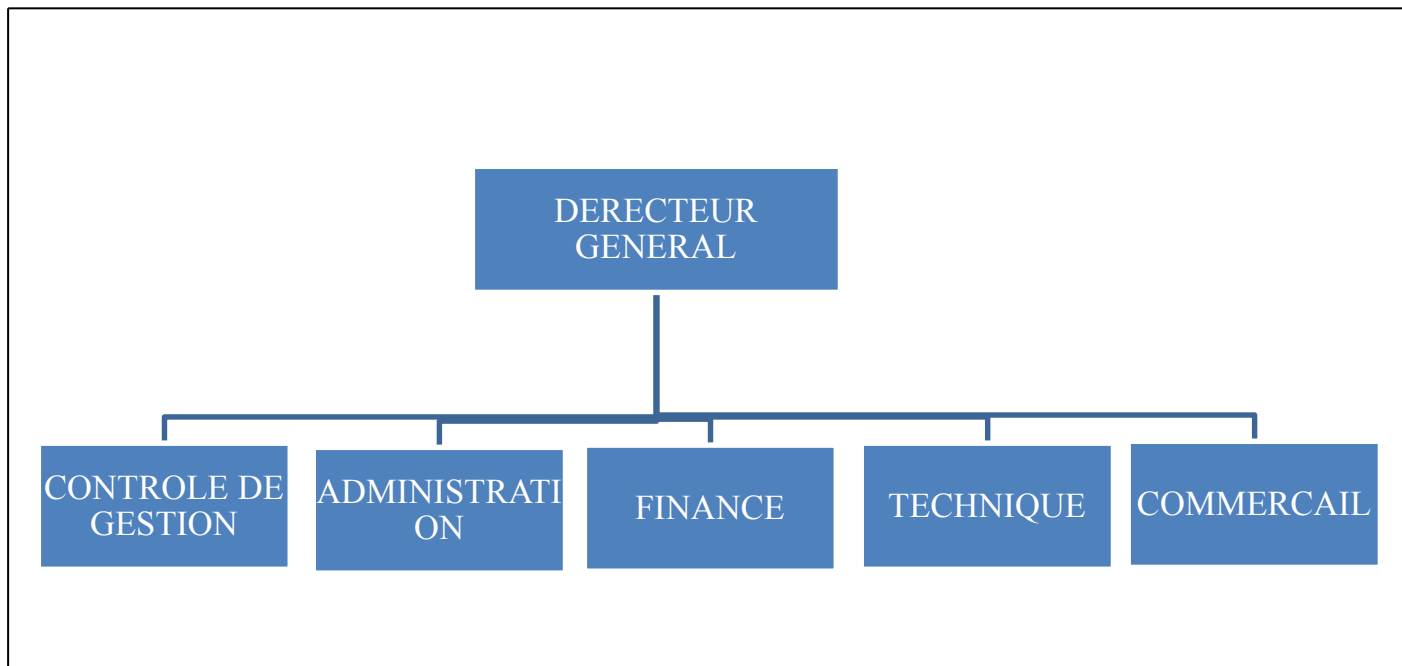 DERECTEUR
GENERAL
CONTROLE DE
GESTION
ADMINISTRATI
ON
FINANCE
TECHNIQUE
COMMERCAIL